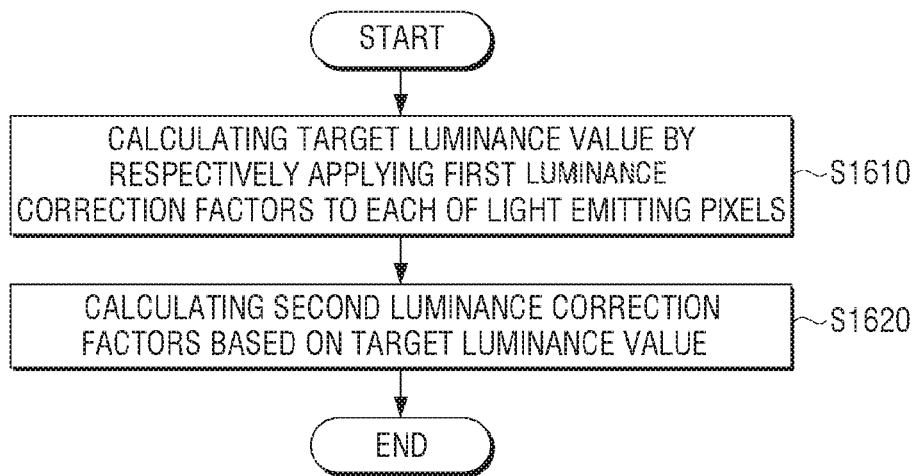 START
CALCULATING TARGET LUMINANCE VALUE BY
RESPECTIVELY APPLYING FIRST LUMINANCE
CORRECTION FACTORS TO EACH OF LIGHT EMITTING PIXELS
S1610
CALCULATING SECOND LUMINANCE CORRECTION
FACTORS BASED ON TARGET LUMINANCE VALUE
S1620
END